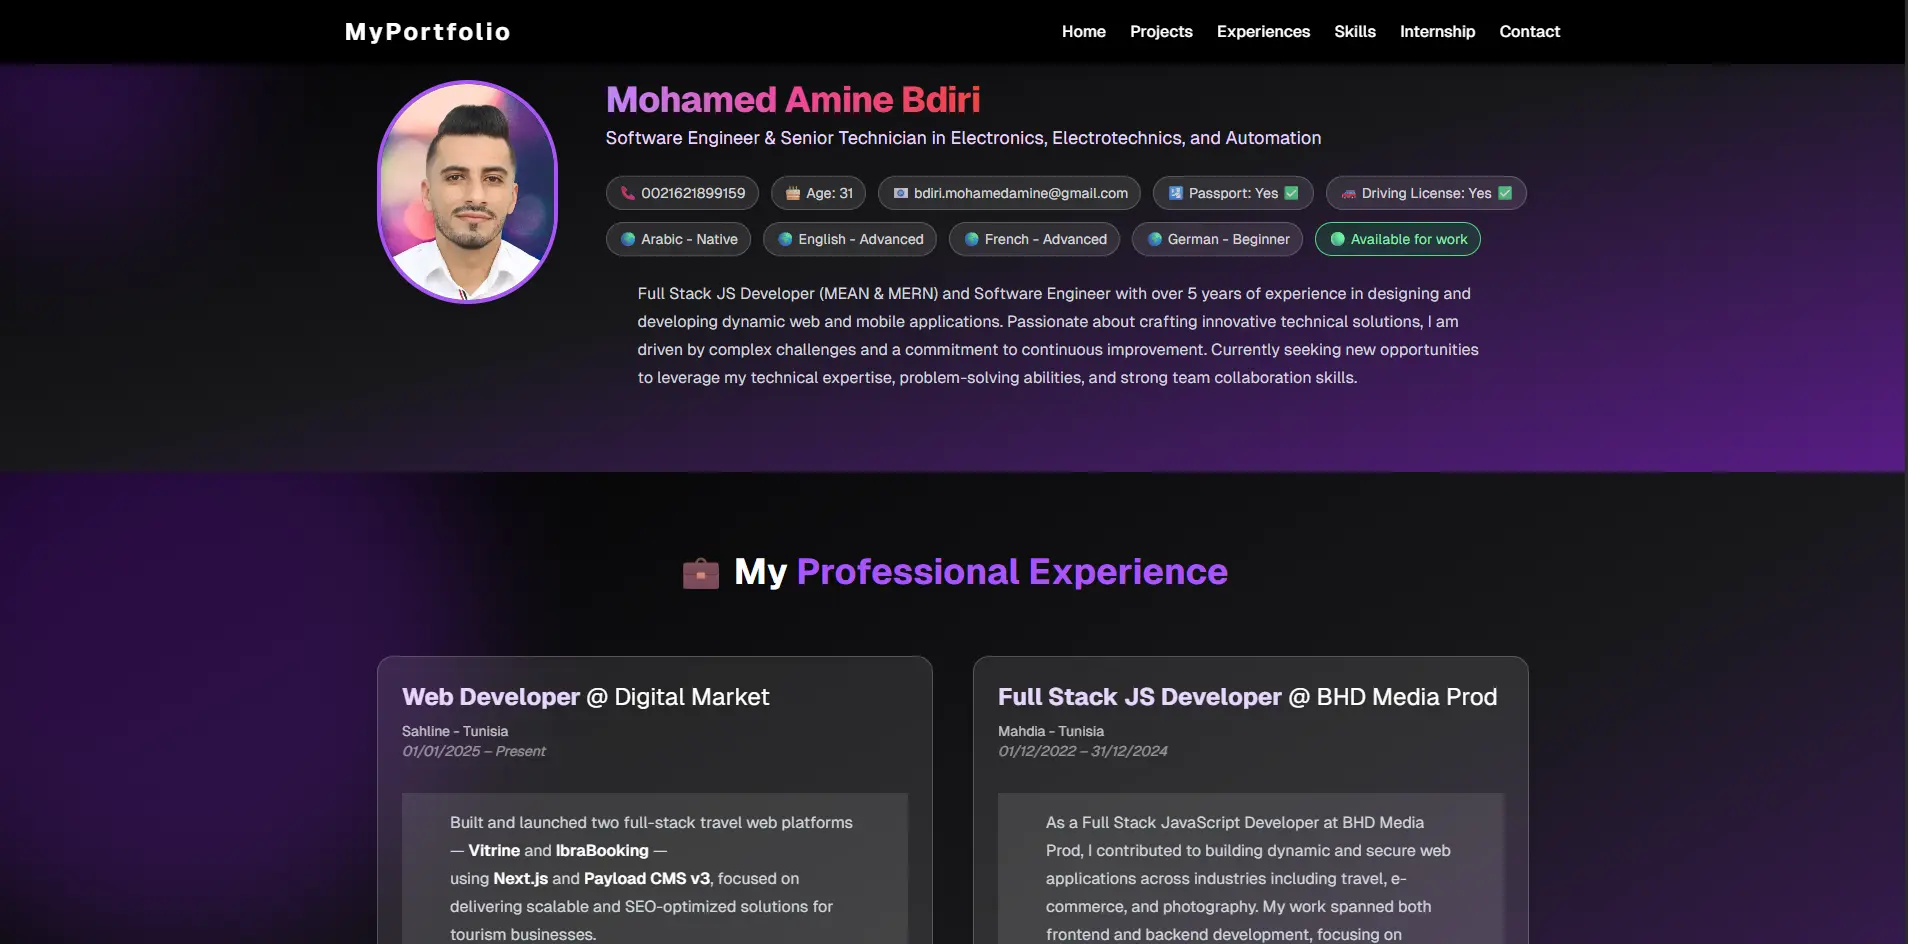 MyPortfolio
Home Projects Experiences Skills Internship Contact
Mohamed Amine Bdiri
Software Engineer & Senior Technician in Electronics, Electrotechnics, and Automation
📞 0021621899159
🎂 Age: 31
📧 bdiri.mohamedamine@gmail.com
🛂 Passport: Yes ✅
🚗 Driving License: Yes ✅
🌍 Arabic - Native
🌍 English - Advanced
🌍 French - Advanced
🌍 German - Beginner
🟢 Available for work
Full Stack JS Developer (MEAN & MERN) and Software Engineer with over 5 years of experience in designing and
developing dynamic web and mobile applications. Passionate about crafting innovative technical solutions, I am
driven by complex challenges and a commitment to continuous improvement. Currently seeking new opportunities
to leverage my technical expertise, problem-solving abilities, and strong team collaboration skills.
💼 My Professional Experience
Web Developer @ Digital Market
Sahline - Tunisia
01/01/2025 – Present
Built and launched two full-stack travel web platforms
— Vitrine and IbraBooking —
using Next.js and Payload CMS v3, focused on
delivering scalable and SEO-optimized solutions for
tourism businesses.
Full Stack JS Developer @ BHD Media Prod
Mahdia - Tunisia
01/12/2022 – 31/12/2024
As a Full Stack JavaScript Developer at BHD Media
Prod, I contributed to building dynamic and secure web
applications across industries including travel, e-
commerce, and photography. My work spanned both
frontend and backend development, focusing on